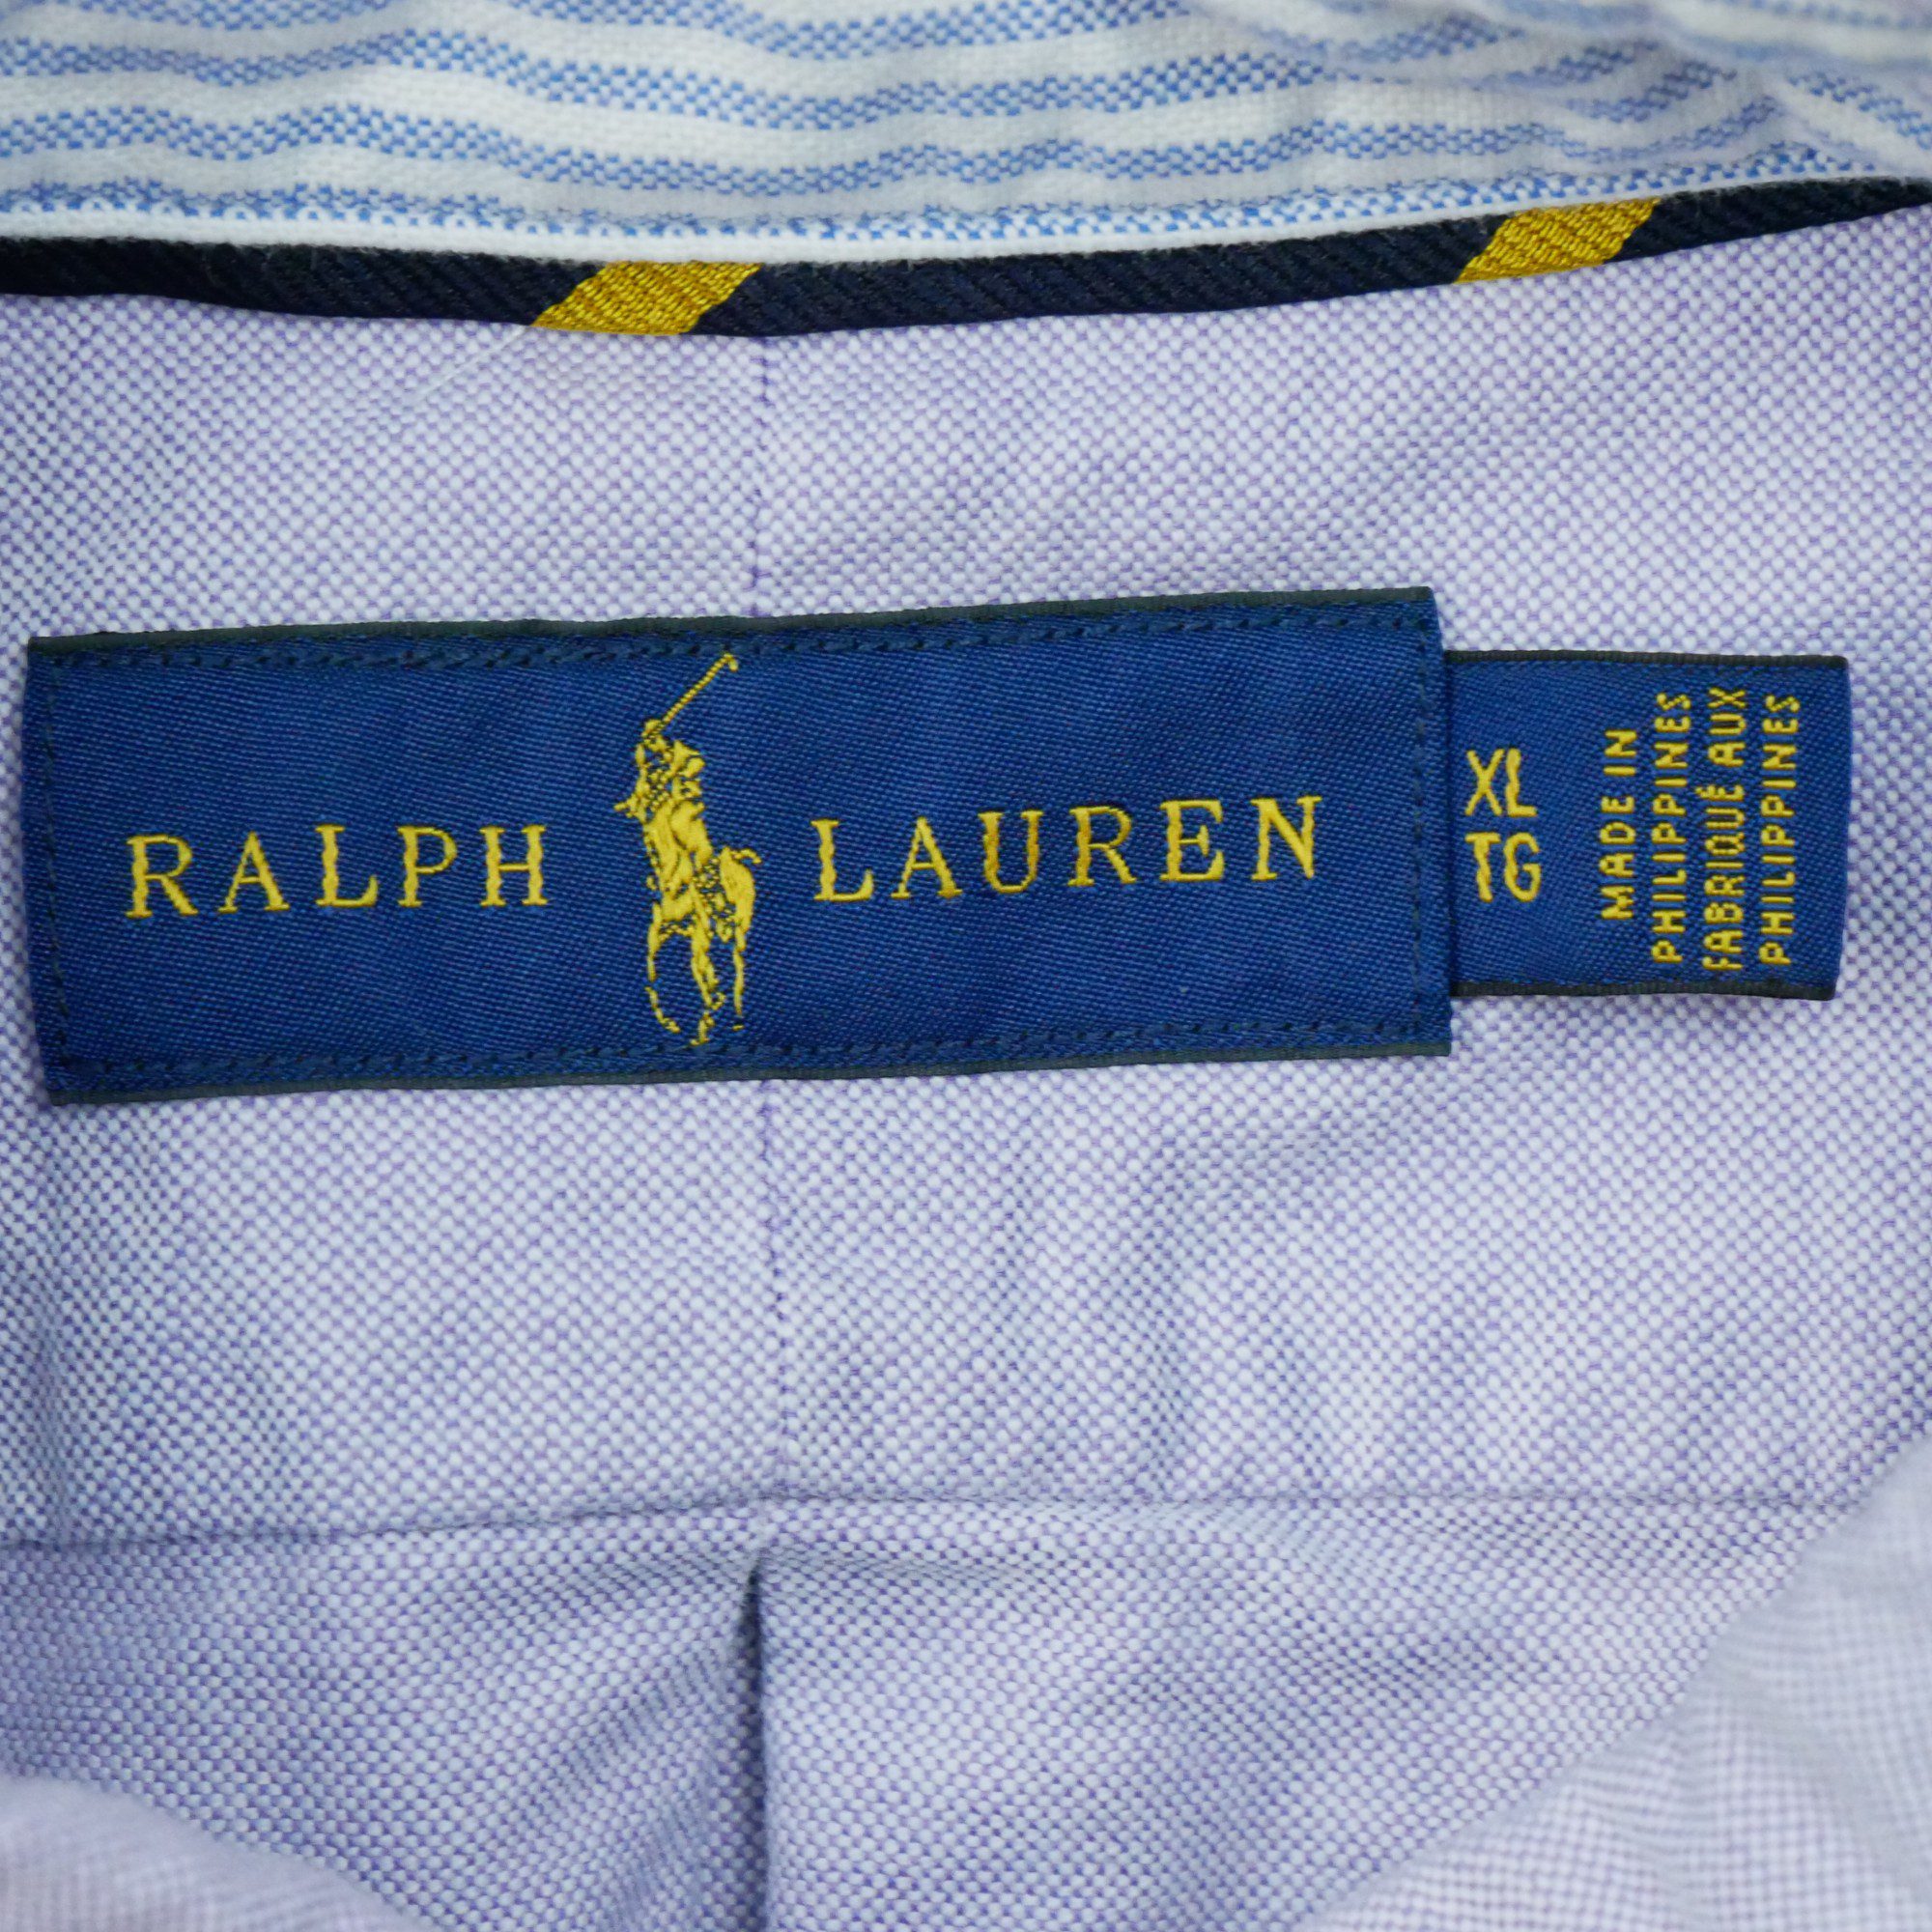 RALPH LAUREN
XL
TG
MADE IN
PHILIPPINES
FABRIQUÉ AUX
PHILIPPINES